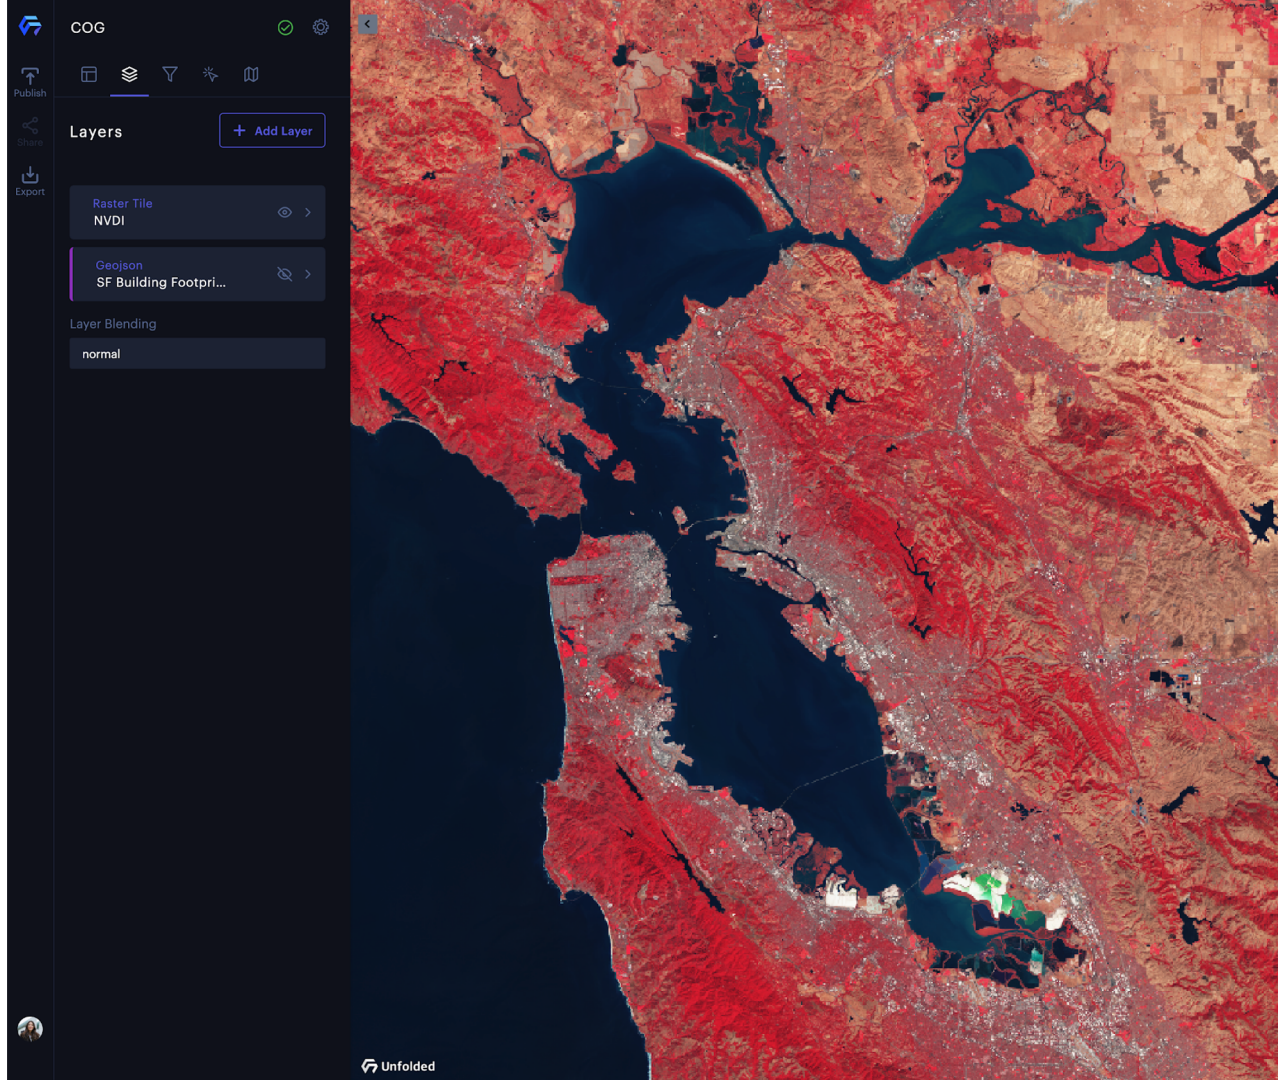 COG
Publish
Share
Export
Layers
+ Add Layer
Raster Tile
NVDI
Geojson
SF Building Footpri...
Layer Blending
normal
Unfolded